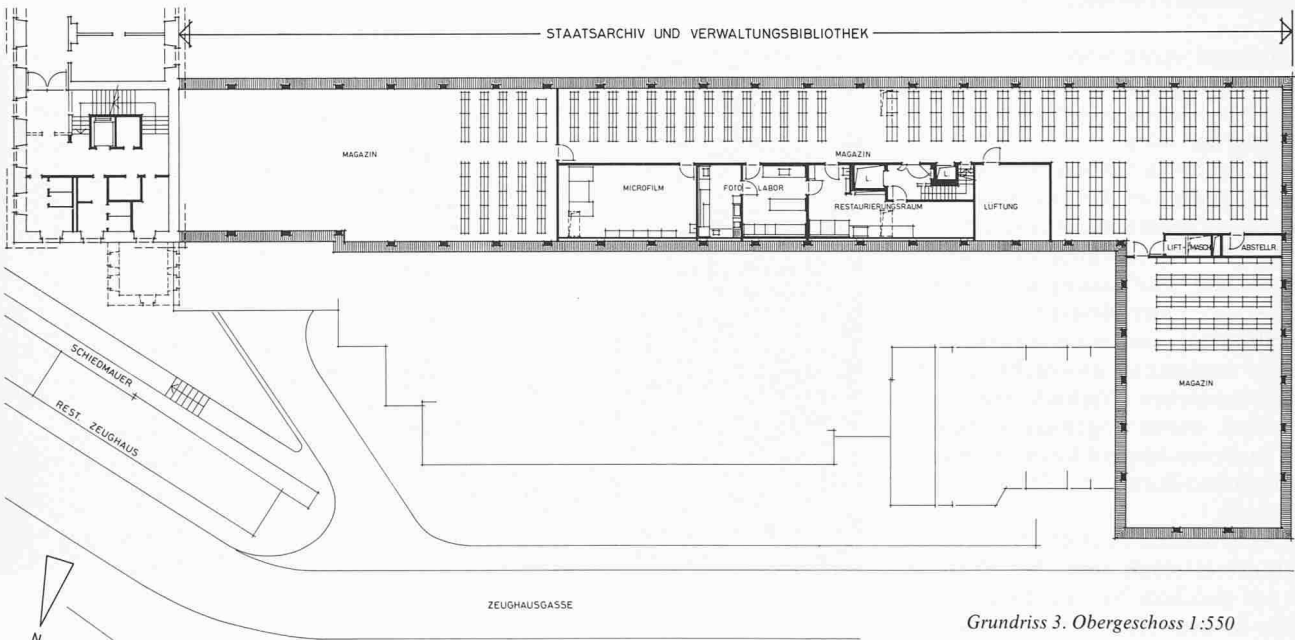 STAATSARCHIV UND VERWALTUNGSBIBLIOTHEK
MAGAZIN
MAGAZIN
MICROFILM
FOTO - LABOR
L.
L.
RESTAURIERUNGSRAUM
LÜFTUNG
LIFT-MASCH.
ABSTELLR.
MAGAZIN
SCHIEDMAUER
REST. ZEUGHAUS
ZEUGHAUSGASSE
N
Grundriss 3. Obergeschoss 1:550